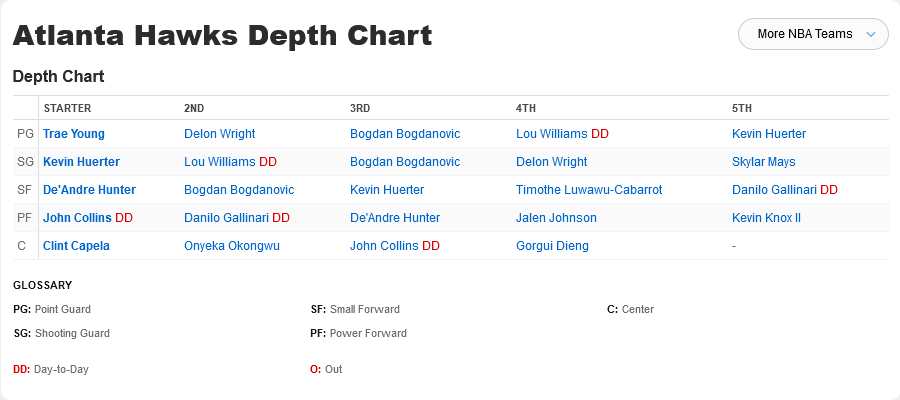 Atlanta Hawks Depth Chart
More NBA Teams
Depth Chart
STARTER 2ND 3RD 4TH 5TH
PG Trae Young Delon Wright Bogdan Bogdanovic Lou Williams DD Kevin Huerter
SG Kevin Huerter Lou Williams DD Bogdan Bogdanovic Delon Wright Skylar Mays
SF De'Andre Hunter Bogdan Bogdanovic Kevin Huerter Timothe Luwawu-Cabarrot Danilo Gallinari DD
PF John Collins DD Danilo Gallinari DD De'Andre Hunter Jalen Johnson Kevin Knox II
C Clint Capela Onyeka Okongwu John Collins DD Gorgui Dieng -
GLOSSARY
PG: Point Guard SF: Small Forward C: Center
SG: Shooting Guard PF: Power Forward
DD: Day-to-Day O: Out